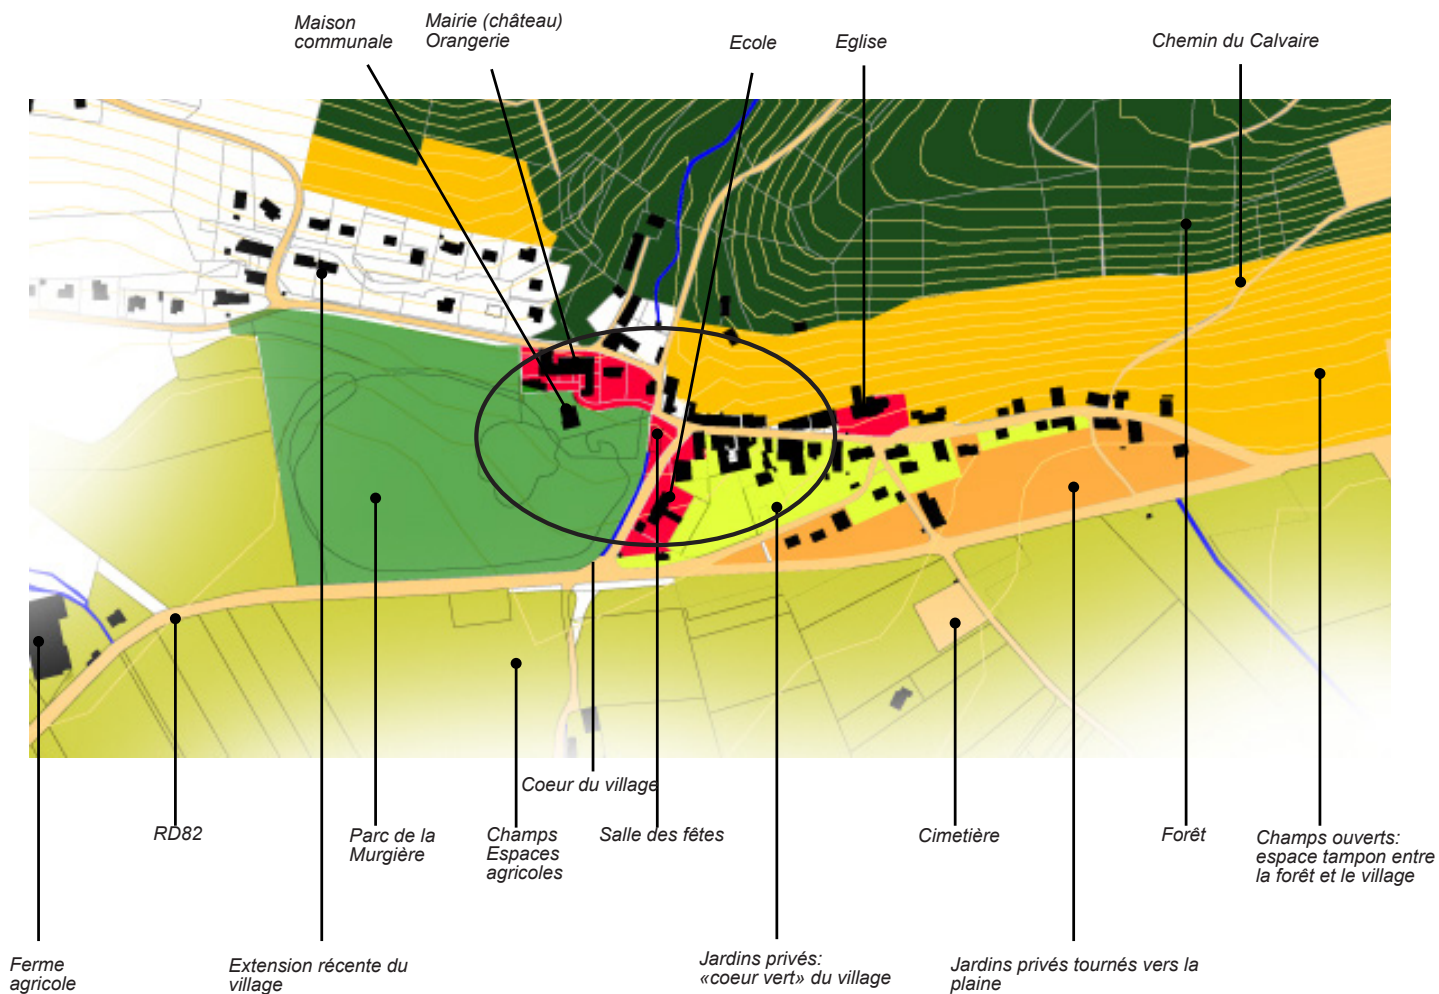 Maison
communale
Mairie (château)
Orangerie
Ecole
Eglise
Chemin du Calvaire
Coeur du village
RD82
Parc de la
Murgière
Champs
Espaces
agricoles
Salle des fêtes
Cimetière
Forêt
Champs ouverts:
espace tampon entre
la forêt et le village
Ferme
agricole
Extension récente du
village
Jardins privés:
«coeur vert» du village
Jardins privés tournés vers la
plaine